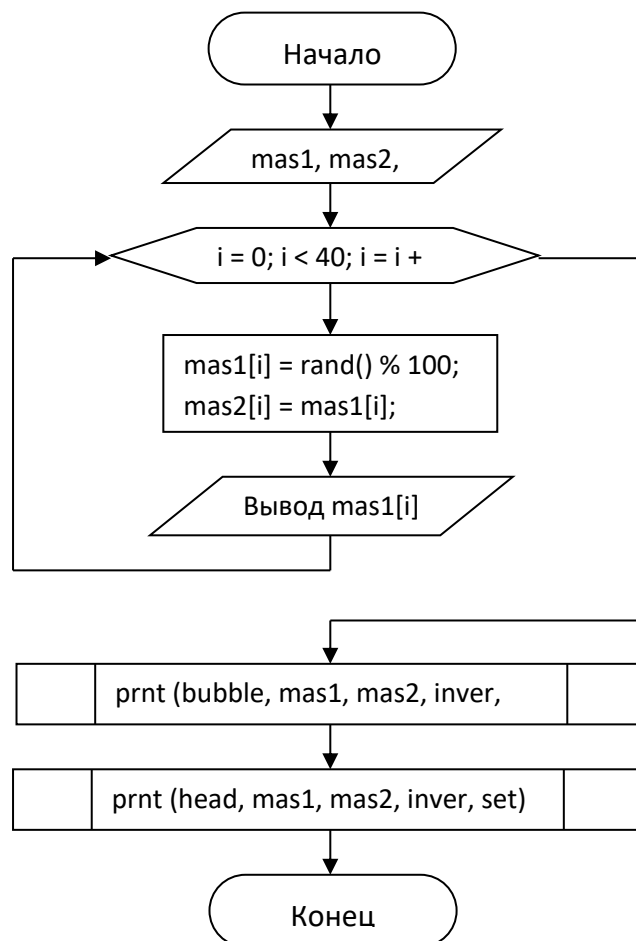 Начало
mas1, mas2,
i = 0; i < 40; i = i +
mas1[i] = rand() % 100;
mas2[i] = mas1[i];
Вывод mas1[i]
prnt (bubble, mas1, mas2, inver,
prnt (head, mas1, mas2, inver, set)
Конец